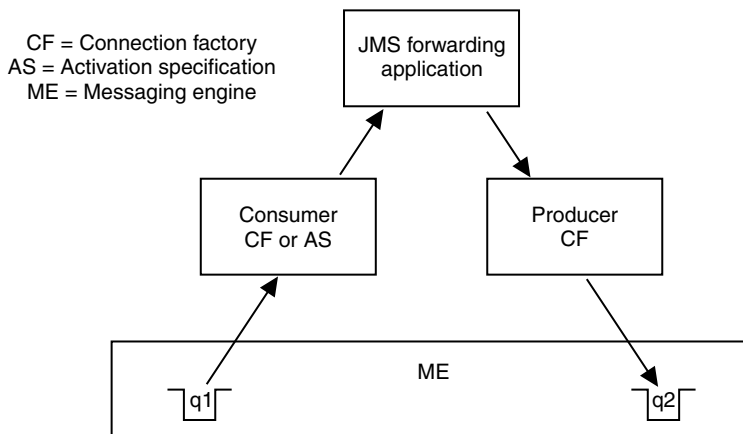 CF = Connection factory
AS = Activation specification
ME = Messaging engine
JMS forwarding
application
Consumer
CF or AS
Producer
CF
ME
q1
q2